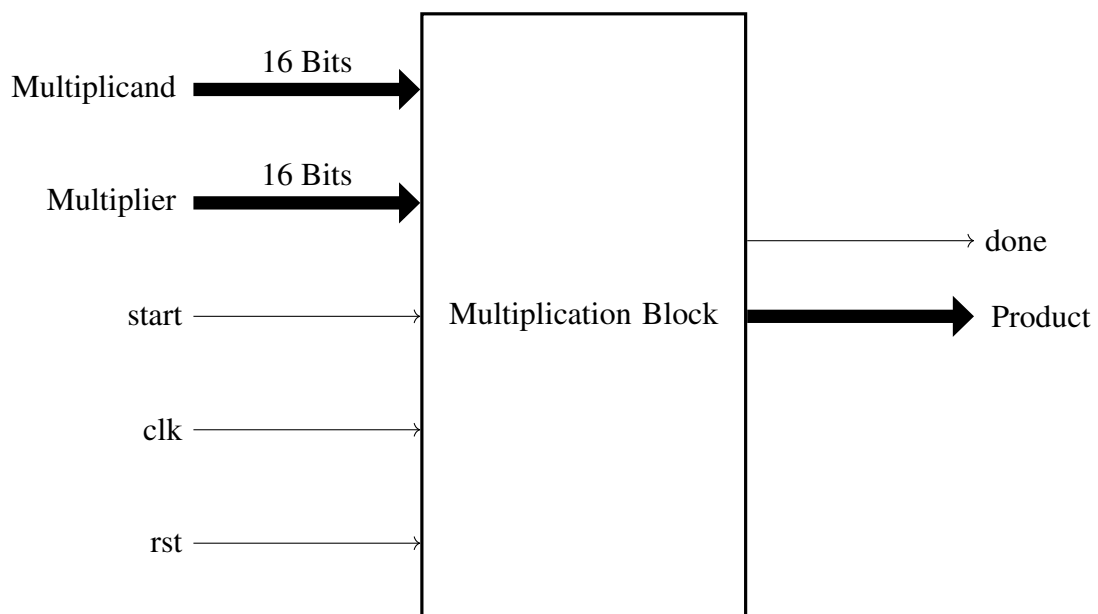 16 Bits
Multiplicand
16 Bits
Multiplier
done
start
Multiplication Block
Product
clk
rst